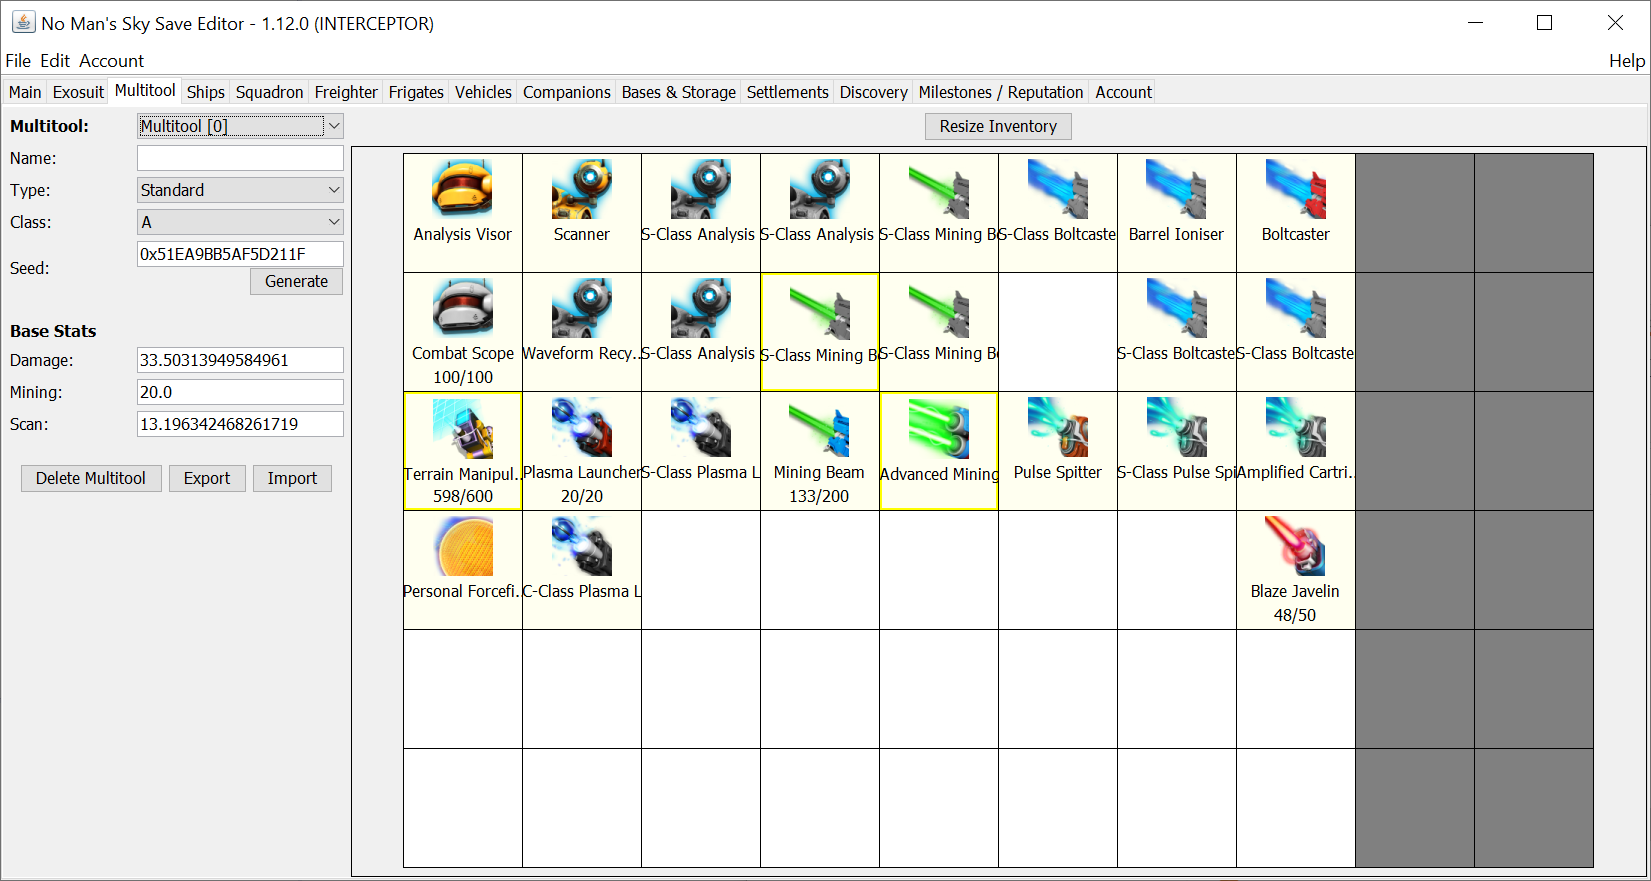 No Man's Sky Save Editor - 1.12.0 (INTERCEPTOR)
File Edit Account Help
Main Exosuit Multitool Ships Squadron Freighter Frigates Vehicles Companions Bases & Storage Settlements Discovery Milestones / Reputation Account
Multitool: Multitool [0]
Name:
Type: Standard
Class: A
Seed: 0x51EA9BB5AF5D211F
Generate
Base Stats
Damage: 33.50313949584961
Mining: 20.0
Scan: 13.196342468261719
Delete Multitool Export Import
Resize Inventory
Analysis Visor Scanner S-Class Analysis S-Class Analysis S-Class Mining Be S-Class Boltcaste Barrel Ioniser Boltcaster
Combat Scope Waveform Recy... S-Class Analysis S-Class Mining Be S-Class Mining Be S-Class Boltcaste S-Class Boltcaste
100/100
Terrain Manipul... Plasma Launcher S-Class Plasma L Mining Beam Advanced Mining Pulse Spitter S-Class Pulse Spi Amplified Cartri...
598/600 20/20 133/200
Personal Forcefi... C-Class Plasma L Blaze Javelin
48/50